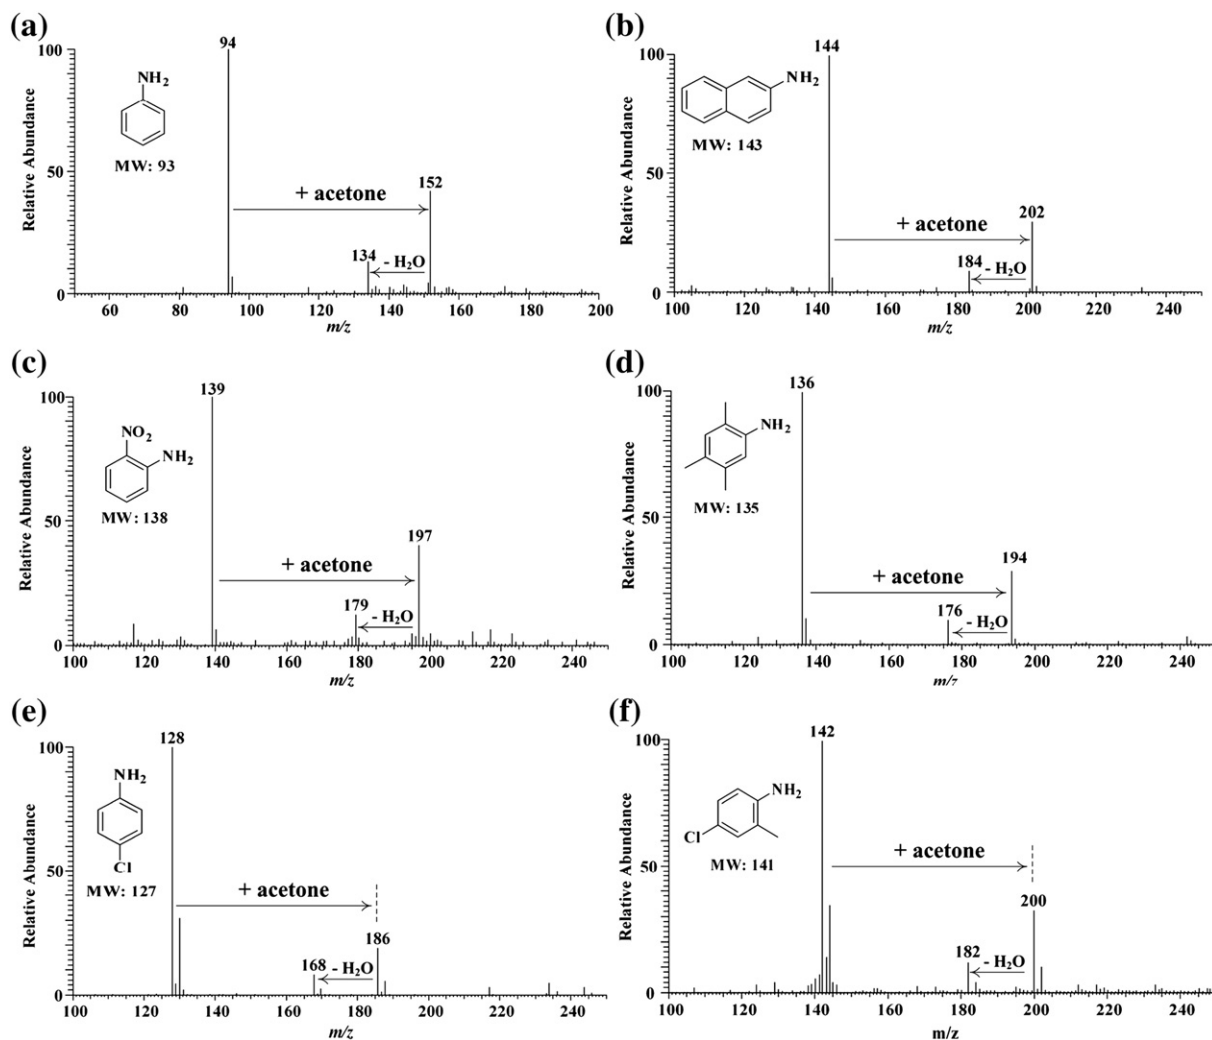 (a)
94
100
50
0
Relative Abundance
NH₂
MW: 93
+ acetone
152
134
- H₂O
60 80 100 120 140 160 180 200
m/z
(b)
144
100
50
0
Relative Abundance
NH₂
MW: 143
+ acetone
202
184
- H₂O
100 120 140 160 180 200 220 240
m/z
(c)
139
100
50
0
Relative Abundance
NO₂
NH₂
MW: 138
+ acetone
197
179
- H₂O
100 120 140 160 180 200 220 240
m/z
(d)
136
100
50
0
Relative Abundance
NH₂
MW: 135
+ acetone
194
176
- H₂O
100 120 140 160 180 200 220 240
m/z
(e)
128
100
50
0
Relative Abundance
NH₂
Cl
MW: 127
+ acetone
186
168
- H₂O
100 120 140 160 180 200 220 240
m/z
(f)
142
100
50
0
Relative Abundance
NH₂
Cl
MW: 141
+ acetone
200
182
- H₂O
100 120 140 160 180 200 220 240
m/z